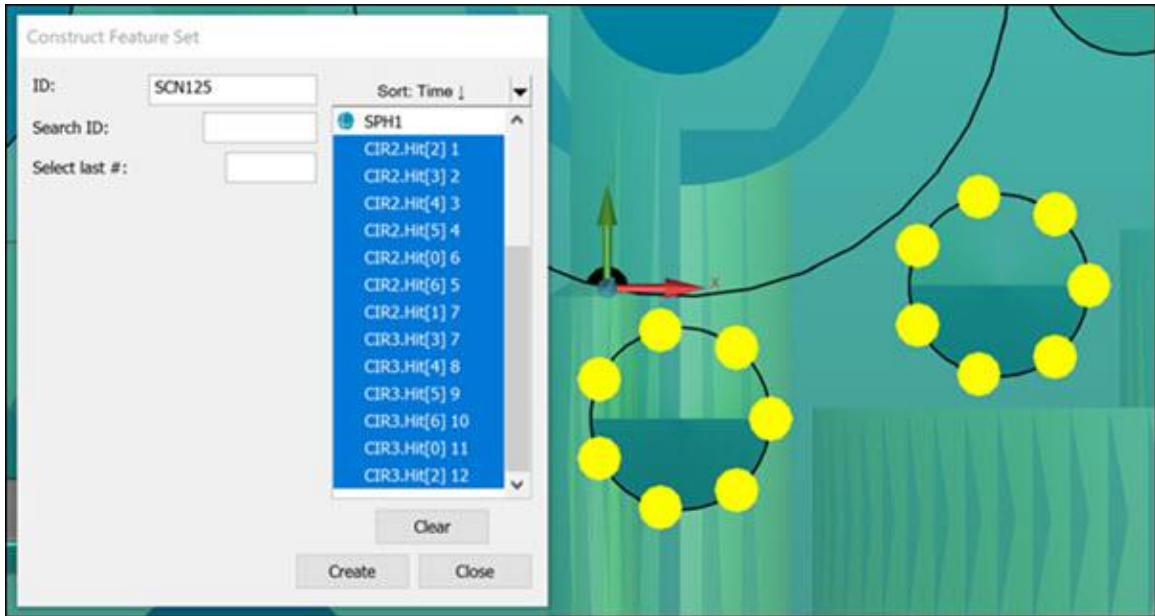 Construct Feature Set
ID:
SCN125
Sort: Time ↓
Search ID:
SPH1
Select last #:
CIR2.Hit[2] 1
CIR2.Hit[3] 2
CIR2.Hit[4] 3
CIR2.Hit[5] 4
CIR2.Hit[0] 6
CIR2.Hit[6] 5
CIR2.Hit[1] 7
CIR3.Hit[3] 7
CIR3.Hit[4] 8
CIR3.Hit[5] 9
CIR3.Hit[6] 10
CIR3.Hit[0] 11
CIR3.Hit[2] 12
Clear
Create
Close
X